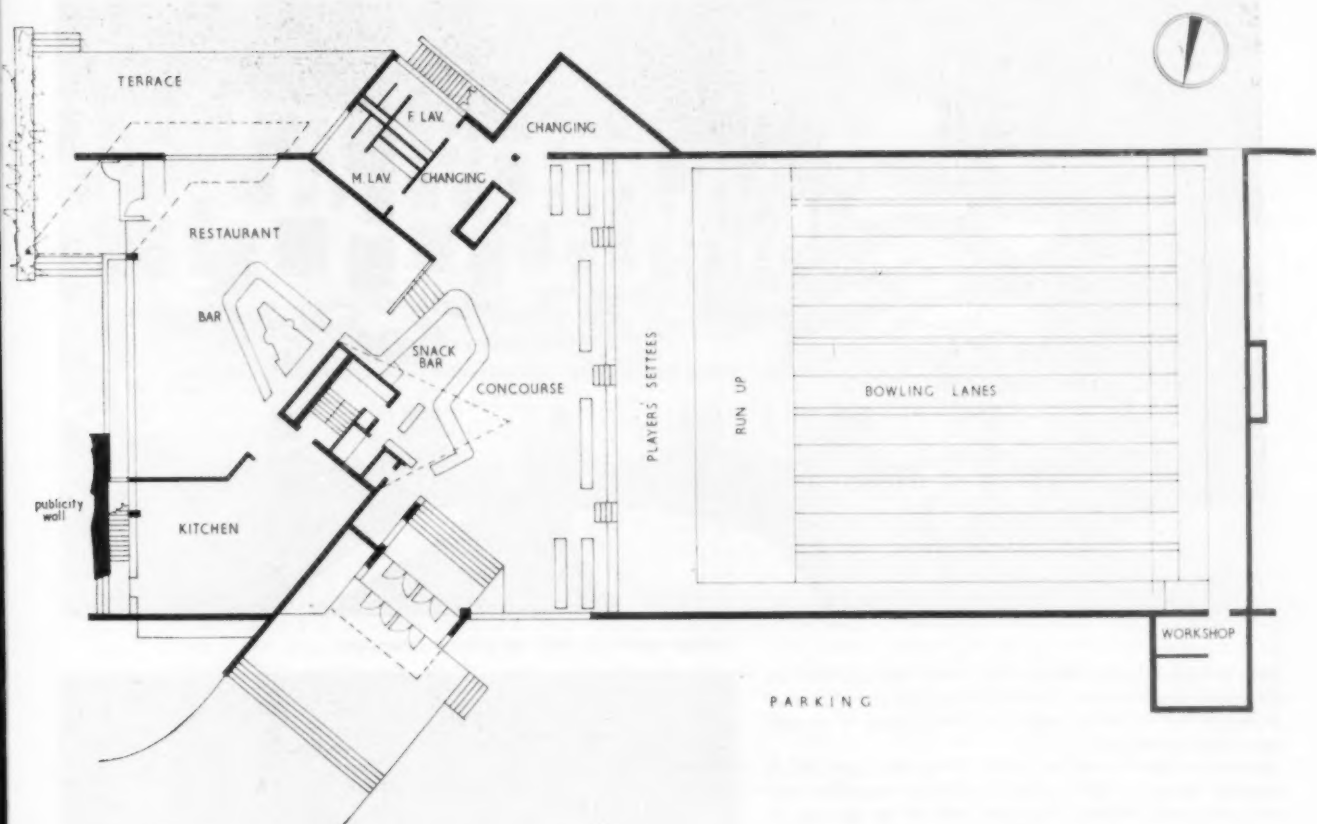 TERRACE
F. LAV.
CHANGING
M. LAV.
CHANGING
RESTAURANT
BAR
SNACK
BAR
CONCOURSE
PLAYERS SETTEES
RUN UP
BOWLING LANES
publicity
wall
KITCHEN
WORKSHOP
PARKING